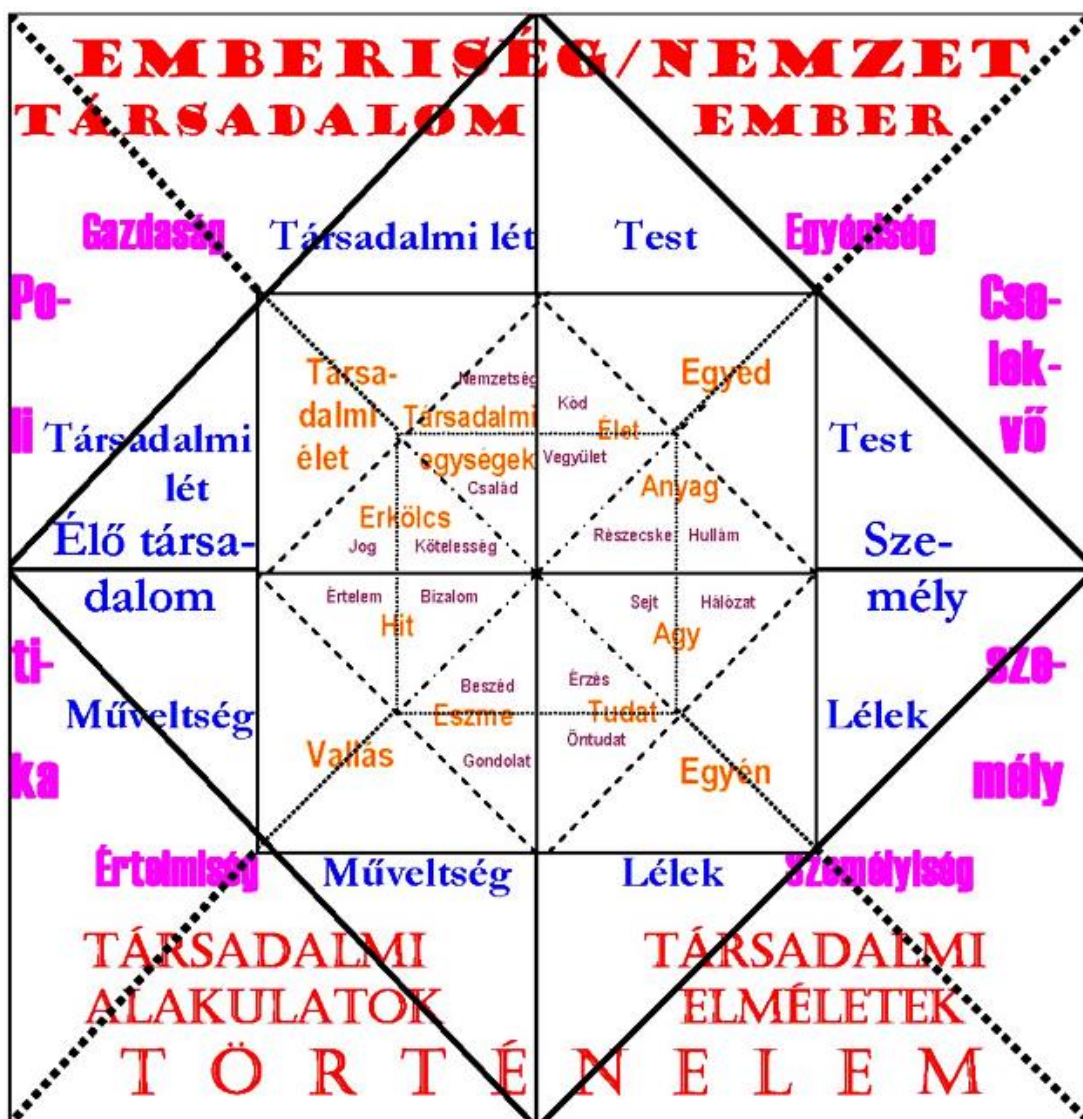 EMBERISÉG/NEMZET
TÁRSADALOM EMBER
Gazdaság Társadalmi lét Test Egyéniség
Po-
li
ti-
ka
Cse-
lek-
vő
sze-
mély
Társa-
dalmi
élet
Nemzetség
Társadalmi
egységek
Család
Kód
Élet
Vegyület
Egyed
Társadalmi
lét
Test
Erkölcs
Jog Kötelesség
Anyag
Részecske Hullám
Élő társa-
dalom
Sze-
mély
Értelem Bizalom
Hit
Sejt Hálózat
Agy
Beszéd
Eszme
Gondolat
Érzés
Tudat
Öntudat
Műveltség
Lélek
Vallás
Egyén
Értelmiség Műveltség Lélek Személyiség
TÁRSADALMI
ALAKULATOK
TÁRSADALMI
ELMÉLETEK
TÖRTÉNELEM